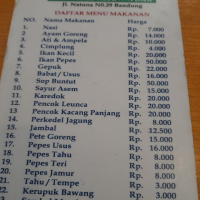 Jl. Natuna N0.29 Bandung
DAFTAR MENU MAKANAN
NO. Nama Makanan Harga
1. Nasi Rp. 7.000
2. Ayam Goreng Rp. 14.000
3. Ati & Ampela Rp. 10.000
4. Cimplung Rp. 4.000
5. Ikan Kecil Rp. 20.000
6. Ikan Pepes Rp. 50.000
7. Gepuk Rp. 22.000
8. Babat/ Usus Rp. 16.000
9. Sop Buntut Rp. 50.000
10. Sayur Asem Rp. 15.000
11. Karedok Rp. 20.000
12. Pencok Leunca Rp. 20.000
13. Pencok Kacang Panjang Rp. 20.000
14. Perkedel Jagung Rp. 8.000
15. Jambal Rp. 12.500
16. Pete Goreng Rp. 15.000
17. Pepes Usus Rp. 16.000
18. Pepes Tahu Rp. 8.000
19. Pepes Teri Rp. 8.000
20. Pepes Jamur Rp. 8.000
21. Tahu/ Tempe Rp. 3.000
22. Kerupuk Bawang Rp. 3.000